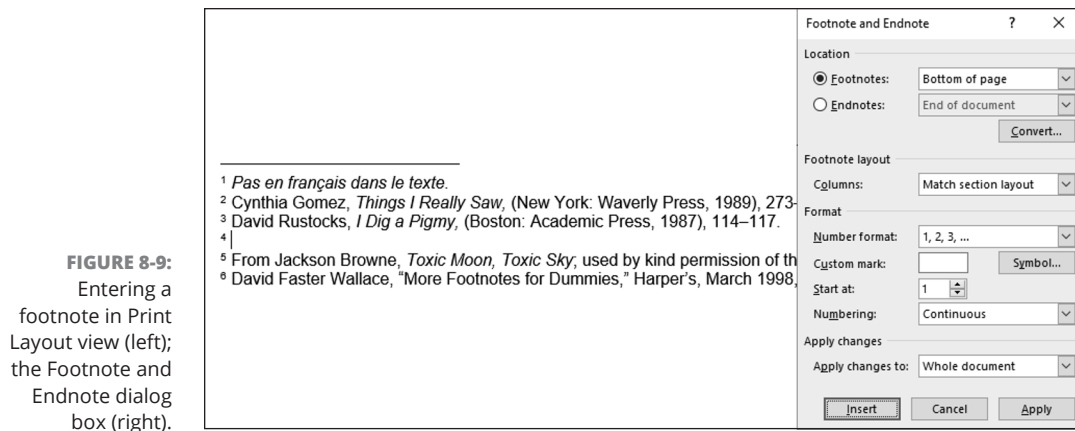 FIGURE 8-9:
Entering a
footnote in Print
Layout view (left);
the Footnote and
Endnote dialog
box (right).
1 Pas en français dans le texte.
2 Cynthia Gomez, Things I Really Saw, (New York: Waverly Press, 1989), 273-
3 David Rustocks, I Dig a Pigmy, (Boston: Academic Press, 1987), 114–117.
4
5 From Jackson Browne, Toxic Moon, Toxic Sky; used by kind permission of th
6 David Faster Wallace, “More Footnotes for Dummies,” Harper’s, March 1998,
Footnote and Endnote ? ×
Location
Footnotes: Bottom of page
Endnotes: End of document
Convert...
Footnote layout
Columns: Match section layout
Format
Number format: 1, 2, 3, ...
Custom mark: Symbol...
Start at: 1
Numbering: Continuous
Apply changes
Apply changes to: Whole document
Insert Cancel Apply